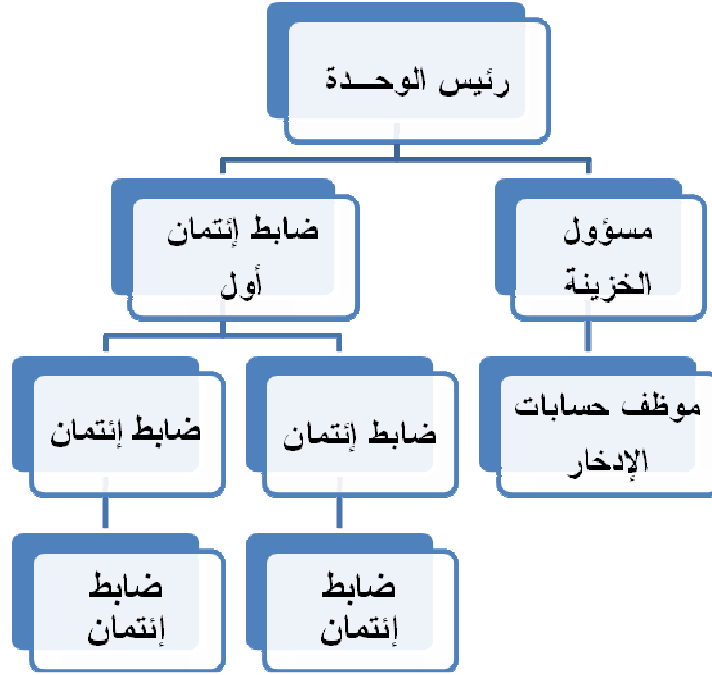 رئيس الوحـــدة
مسؤول
الخزينة
ضابط إئتمان
أول
موظف حسابات
الإدخار
ضابط إئتمان
ضابط إئتمان
ضابط
إئتمان
ضابط
إئتمان